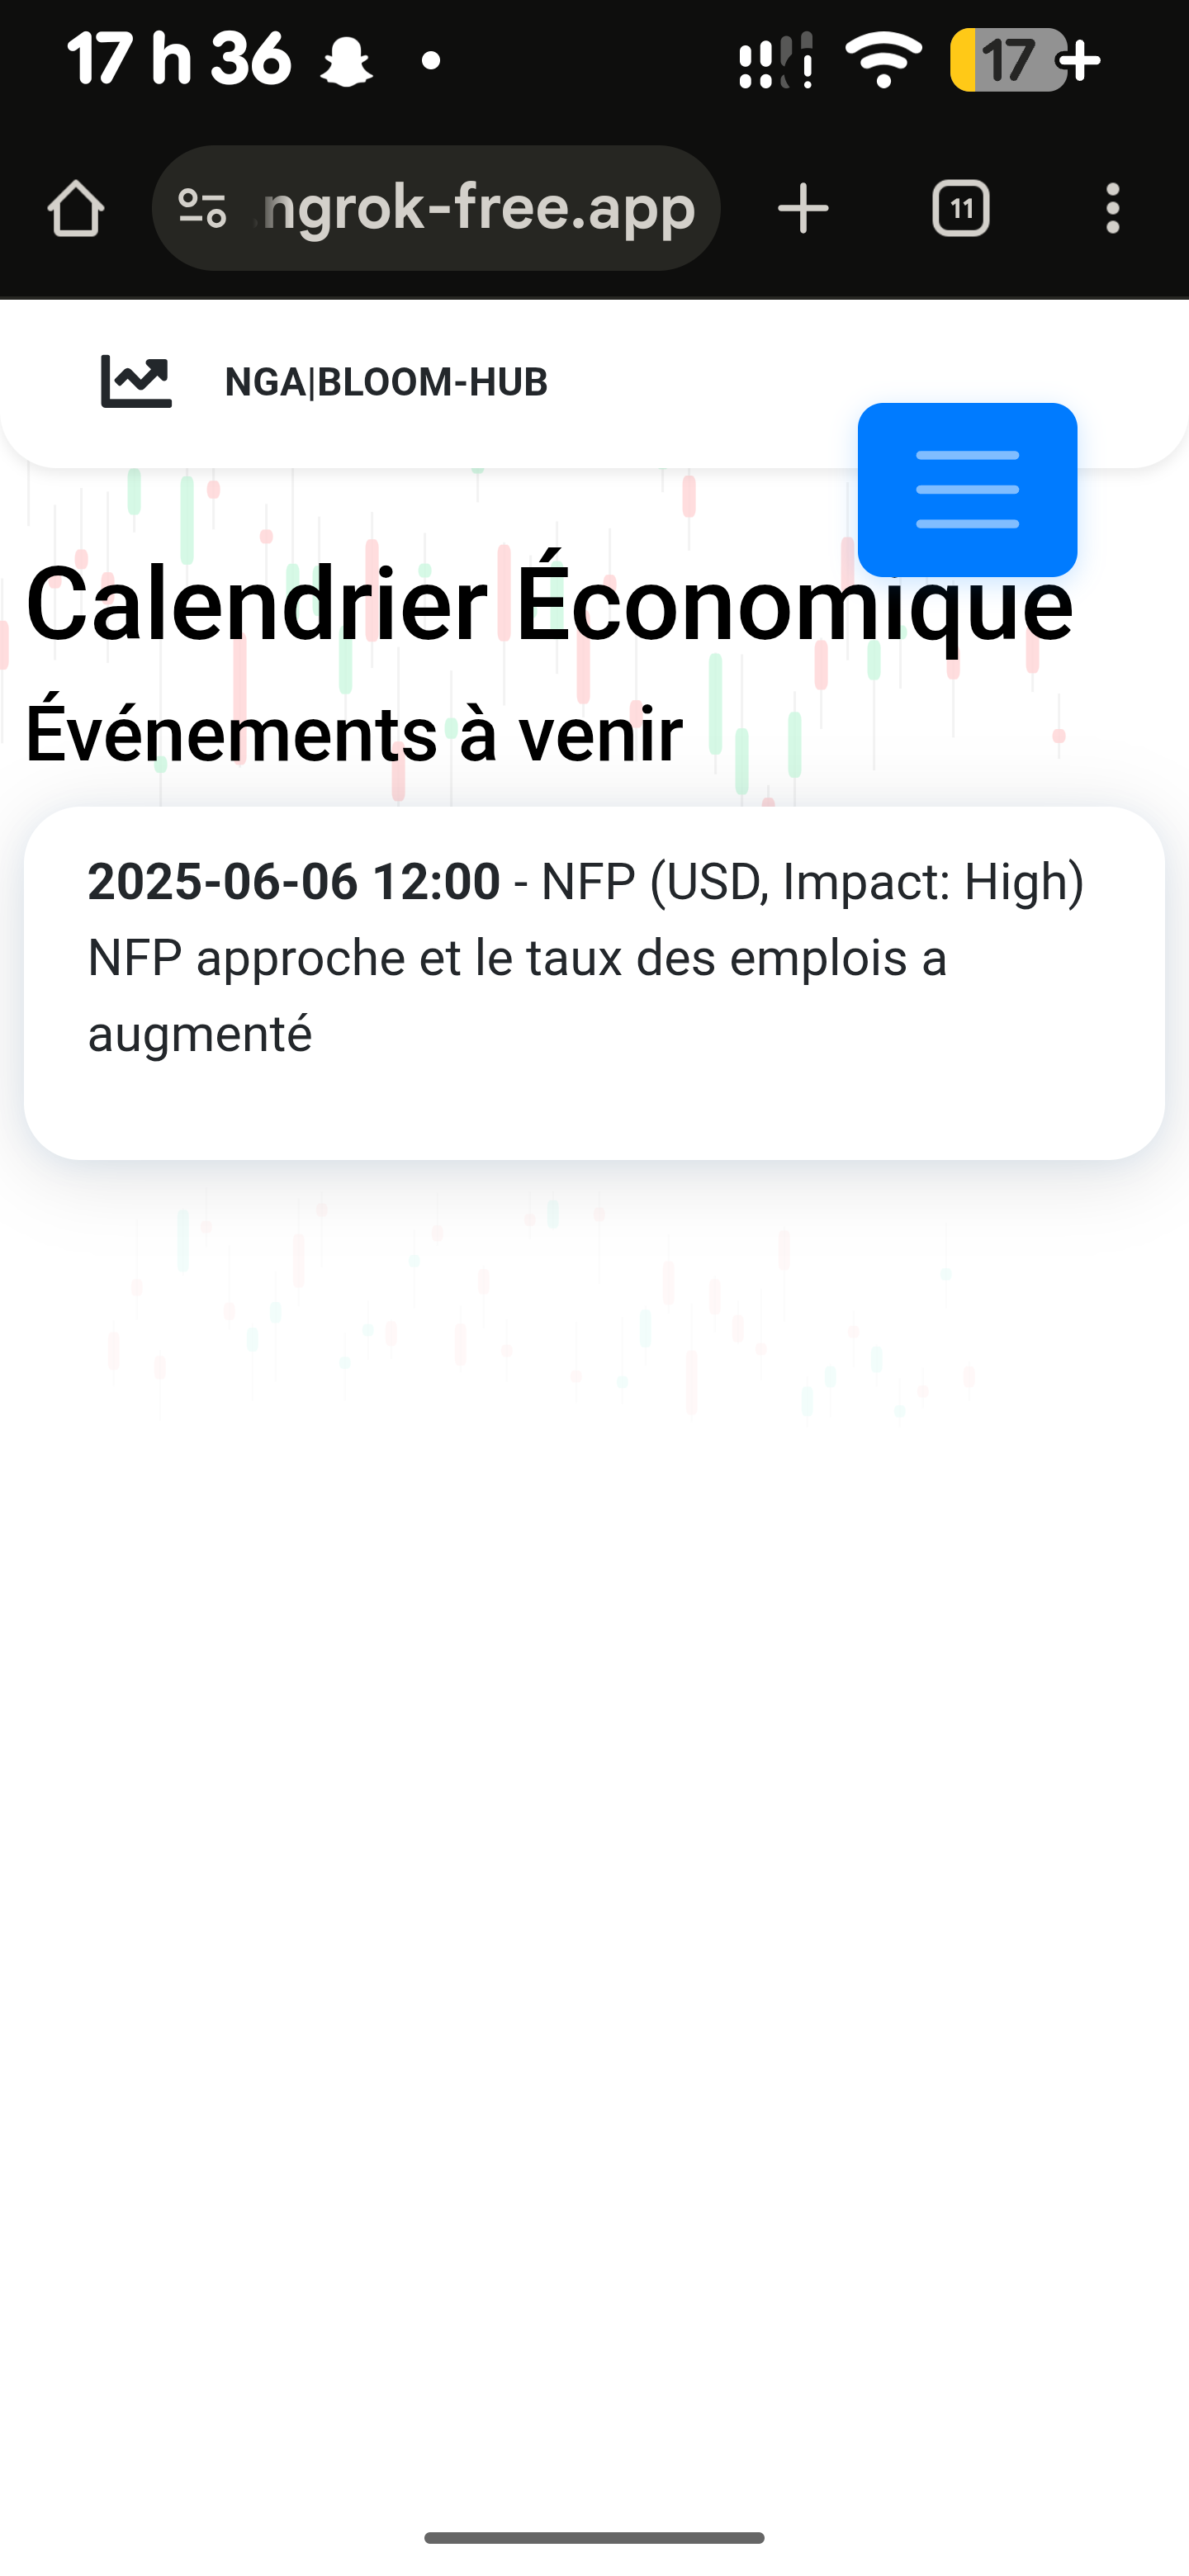 17 h 36
17
.ngrok-free.app
11
NGA|BLOOM-HUB
Calendrier Économique
Événements à venir
2025-06-06 12:00 - NFP (USD, Impact: High)
NFP approche et le taux des emplois a
augmenté